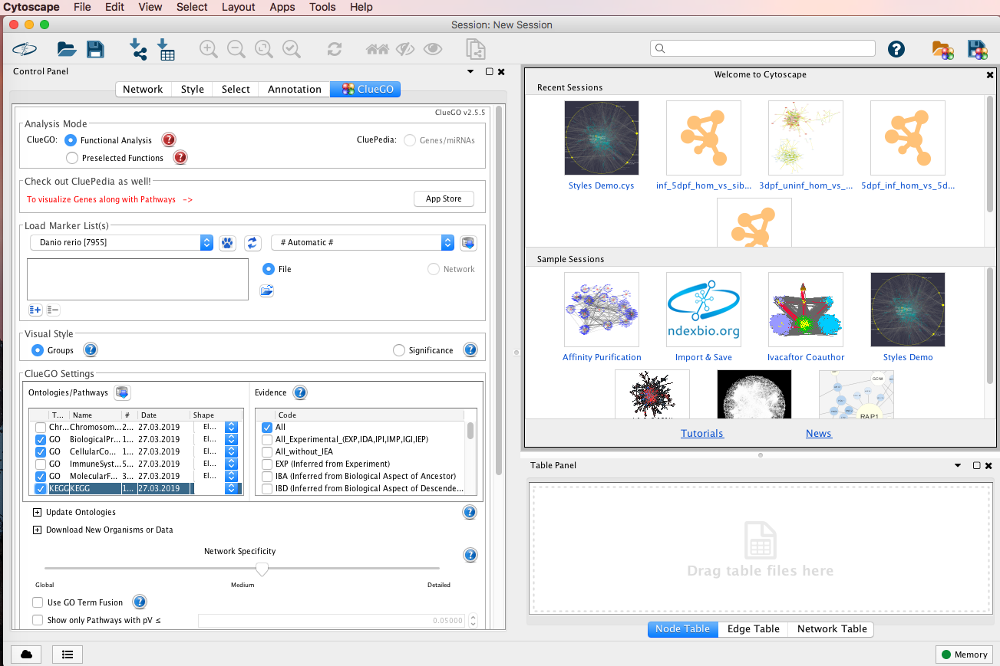 Cytoscape File Edit View Select Layout Apps Tools Help
Session: New Session
Control Panel
Network Style Select Annotation ClueGO
ClueGO v2.5.5
Analysis Mode
ClueGO: Functional Analysis ? CluePedia: Genes/miRNAs
Preselected Functions ?
Check out CluePedia as well!
To visualize Genes along with Pathways -> App Store
Load Marker List(s)
Danio rerio [7955] # Automatic #
File Network
Visual Style
Groups ? Significance ?
ClueGO Settings
Ontologies/Pathways Evidence ?
T... Name # Date Shape
Chr... Chromosom... 2... 27.03.2019 El...
GO BiologicalPr... 1... 27.03.2019 El...
GO CellularCo... 1... 27.03.2019 El...
GO ImmuneSyst... 5... 27.03.2019 El...
GO MolecularF... 3... 27.03.2019 El...
KEGG KEGG 1... 27.03.2019
Code
All
All_Experimental_(EXP,IDA,IPI,IMP,IGI,IEP)
All_without_IEA
EXP (Inferred from Experiment)
IBA (Inferred from Biological Aspect of Ancestor)
IBD (Inferred from Biological Aspect of Descende...
Update Ontologies ?
Download New Organisms or Data
Network Specificity ?
Global Medium Detailed
Use GO Term Fusion ?
Show only Pathways with pV ≤ 0.05000
?
Welcome to Cytoscape
Recent Sessions
Styles Demo.cys inf_5dpf_hom_vs_sib... 3dpf_uninf_hom_vs_... 5dpf_inf_hom_vs_5d...
Sample Sessions
ndexbio.org
Affinity Purification Import & Save Ivacaftor Coauthor Styles Demo
GCN4
RAP1
Tutorials News
Table Panel
Drag table files here
Node Table Edge Table Network Table
Memory